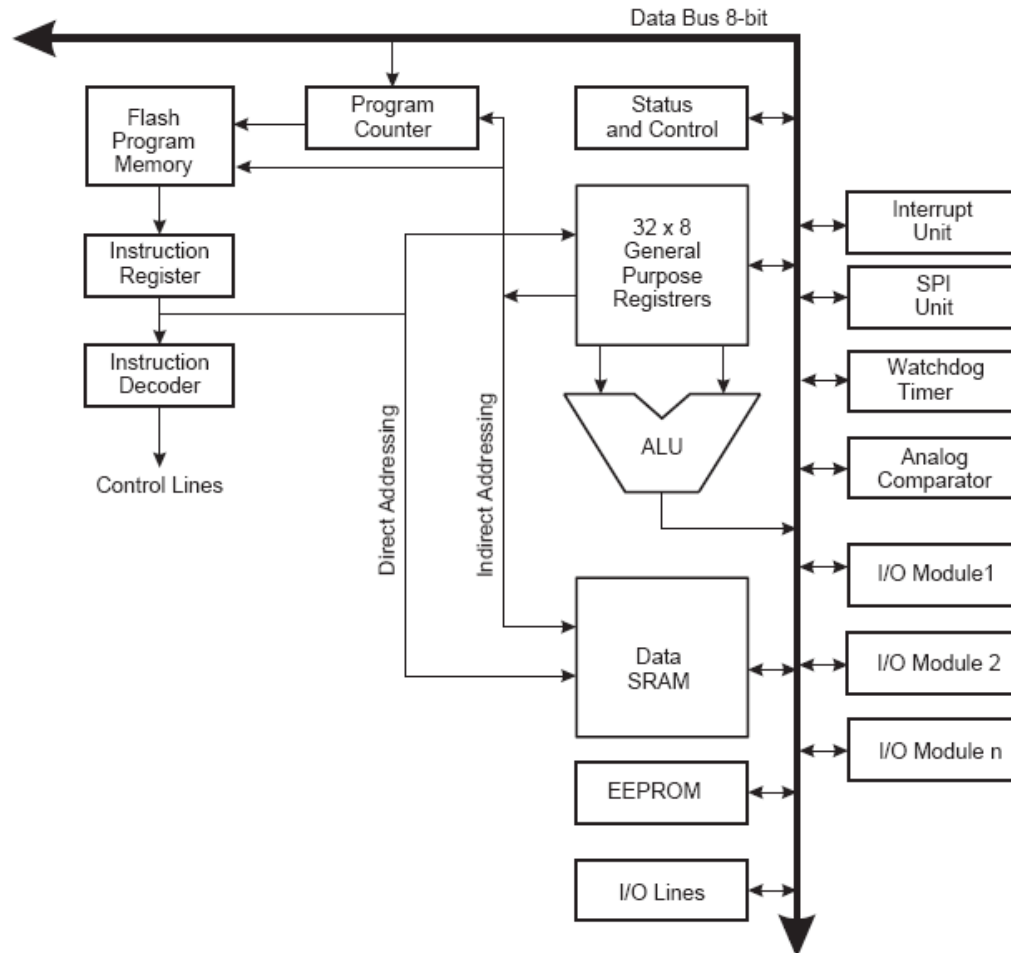 Data Bus 8-bit
Flash
Program
Memory
Program
Counter
Status
and Control
32 x 8
General
Purpose
Registrers
Interrupt
Unit
Instruction
Register
SPI
Unit
Instruction
Decoder
Watchdog
Timer
Control Lines
Direct Addressing
Indirect Addressing
ALU
Analog
Comparator
I/O Module1
Data
SRAM
I/O Module 2
I/O Module n
EEPROM
I/O Lines